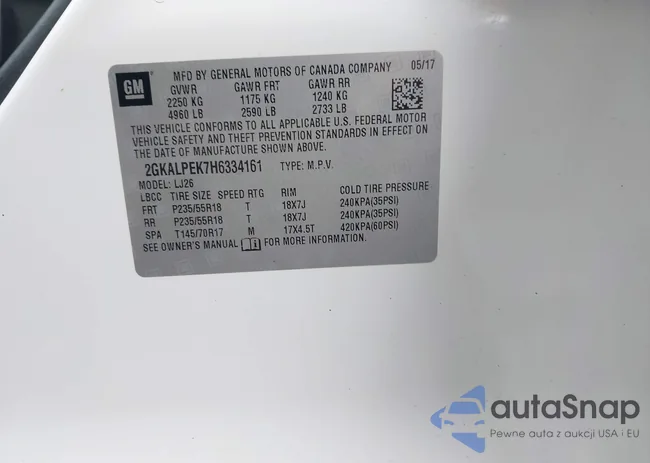 GM
MFD BY GENERAL MOTORS OF CANADA COMPANY 05/17
GVWR GAWR FRT GAWR RR
2250 KG 1175 KG 1240 KG
4960 LB 2590 LB 2733 LB
THIS VEHICLE CONFORMS TO ALL APPLICABLE U.S. FEDERAL MOTOR
VEHICLE SAFETY AND THEFT PREVENTION STANDARDS IN EFFECT ON
THE DATE OF MANUFACTURE SHOWN ABOVE.
2GKALPEK7H6334161 TYPE: M.P.V.
MODEL: LJ26
LBCC TIRE SIZE SPEED RTG RIM COLD TIRE PRESSURE
FRT P235/55R18 T 18X7J 240KPA(35PSI)
RR P235/55R18 T 18X7J 240KPA(35PSI)
SPA T145/70R17 M 17X4.5T 420KPA(60PSI)
SEE OWNER'S MANUAL FOR MORE INFORMATION.
autaSnap
Pewne auta z aukcji USA i EU